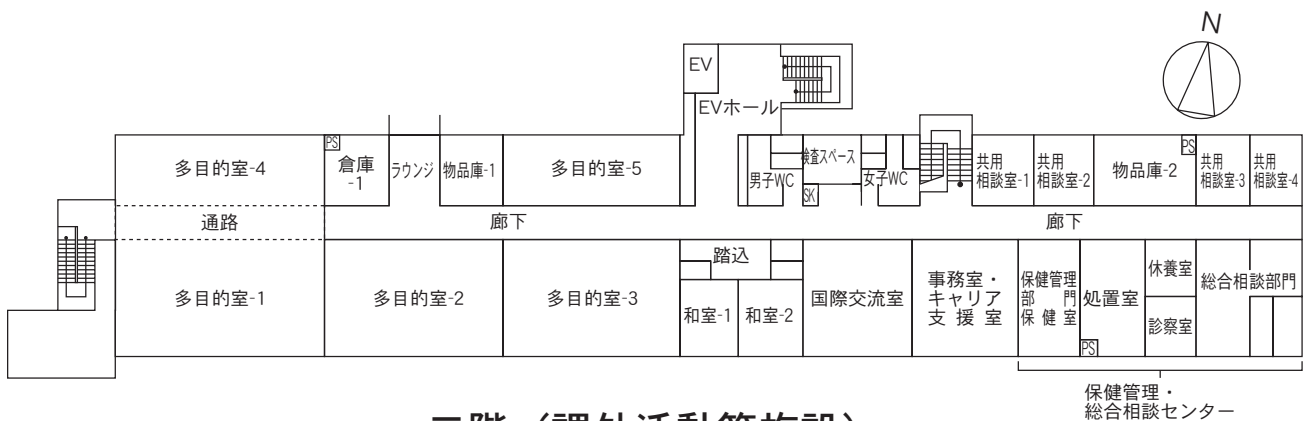 N
EV
EVホール
多目的室-4
PS
倉庫
-1
ラウンジ
物品庫-1
多目的室-5
男子WC
検査スペース
SK
女子WC
共用
相談室-1
共用
相談室-2
物品庫-2
PS
共用
相談室-3
共用
相談室-4
通路
廊下
廊下
多目的室-1
多目的室-2
多目的室-3
踏込
和室-1
和室-2
国際交流室
事務室・
キャリア
支援室
保健管理
部門
保健室
処置室
PS
休養室
診察室
総合相談部門
保健管理・
総合相談センター